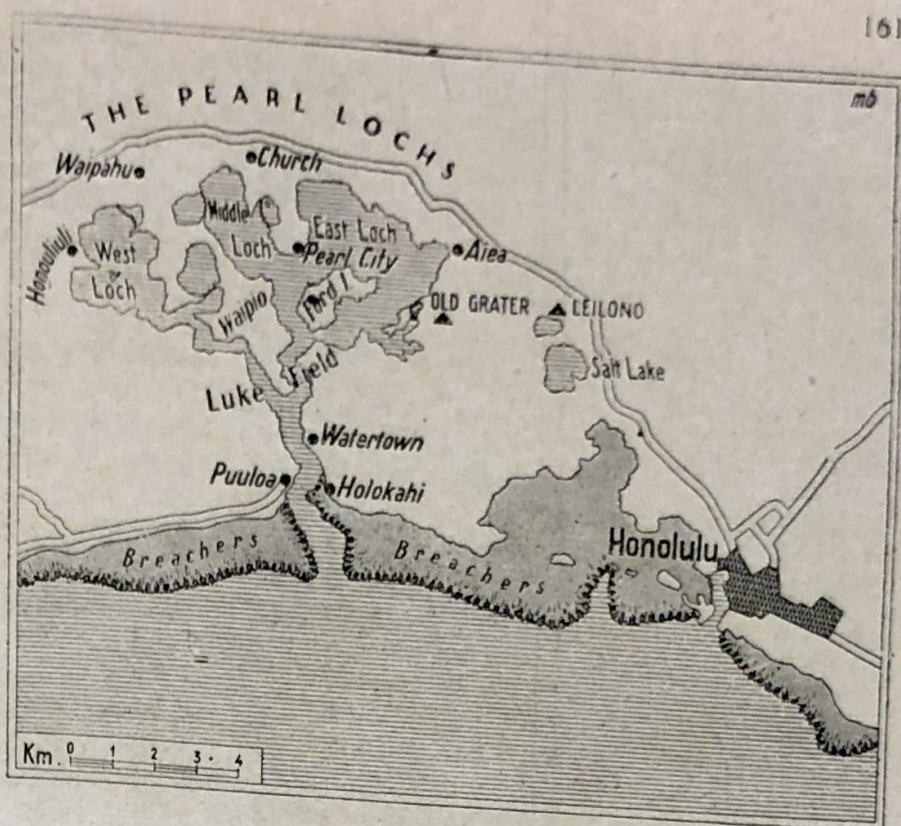 161
mb
THE PEARL LOCHS
Waipahu
Church
Honouliuli
West
Loch
Middle
Loch
East Loch
Pearl City
Aiea
Ford I.
Waipio
OLD GRATER
LEILONO
Salt Lake
Luke Field
Watertown
Puuloa
Holokahi
Breachers
Breachers
Honolulu
Km. 0 1 2 3 4